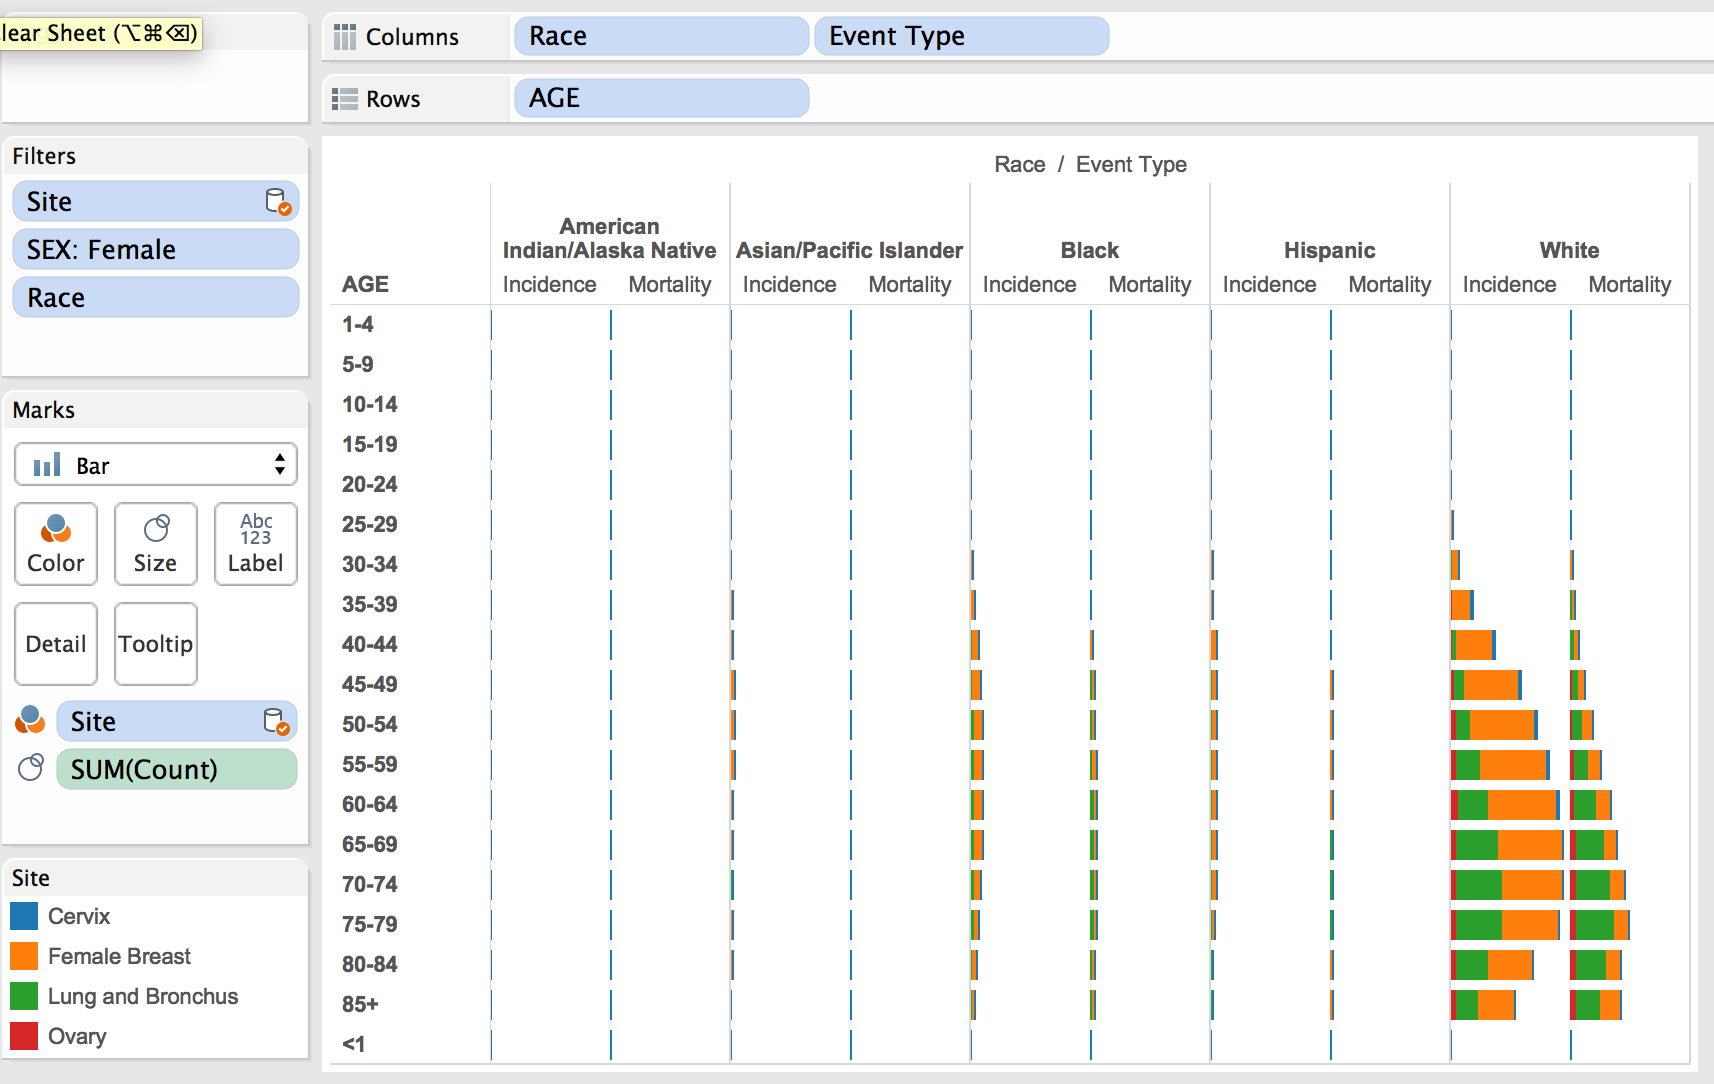 lear Sheet (⌥⌘⌫)
Columns
Race
Event Type
Rows
AGE
Filters
Site
SEX: Female
Race
Marks
Bar
Color
Size
Abc
123
Label
Detail
Tooltip
Site
SUM(Count)
Site
Cervix
Female Breast
Lung and Bronchus
Ovary
Race / Event Type
American
Indian/Alaska Native Asian/Pacific Islander Black Hispanic White
AGE Incidence Mortality Incidence Mortality Incidence Mortality Incidence Mortality Incidence Mortality
1-4
5-9
10-14
15-19
20-24
25-29
30-34
35-39
40-44
45-49
50-54
55-59
60-64
65-69
70-74
75-79
80-84
85+
<1